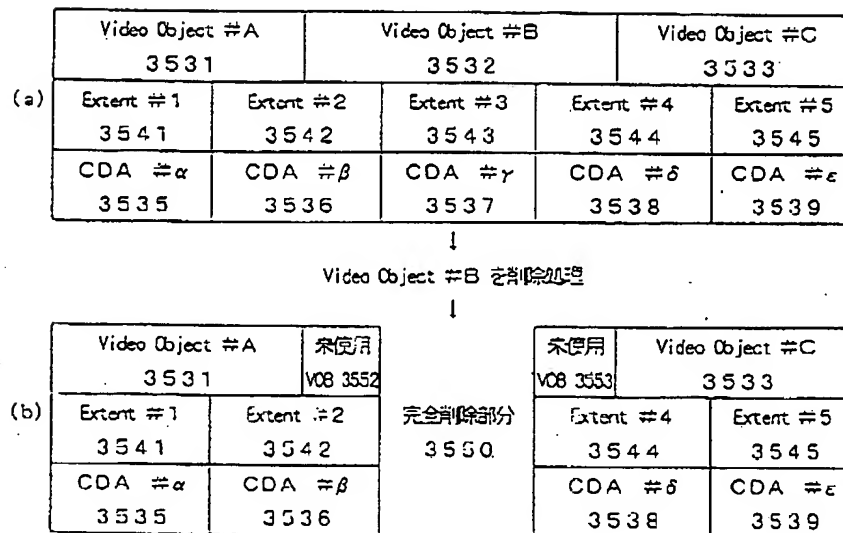 Video Object #A Video Object #B Video Object #C
3531 3532 3533
(a) Extent #1 Extent #2 Extent #3 Extent #4 Extent #5
3541 3542 3543 3544 3545
CDA #α CDA #β CDA #γ CDA #δ CDA #ε
3535 3536 3537 3538 3539
↓
Video Object #B を削除処理
↓
Video Object #A 未使用 未使用 Video Object #C
3531 VOB 3552 VOB 3553 3533
(b) Extent #1 Extent #2 完全削除部分 Extent #4 Extent #5
3541 3542 3550 3544 3545
CDA #α CDA #β CDA #δ CDA #ε
3535 3536 3538 3539